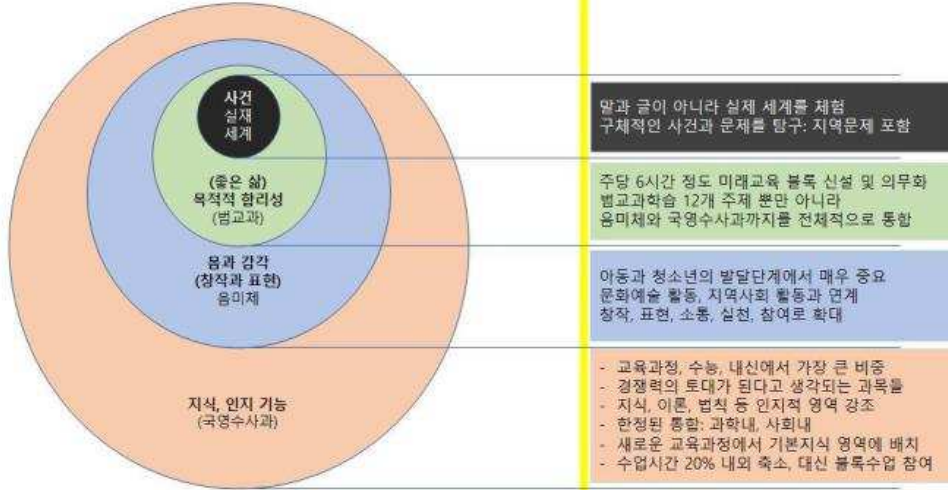 사건
실재
세계
(좋은 삶)
목적적 합리성
(범교과)
몸과 감각
(창작과 표현)
음미체
지식, 인지 기능
(국영수사과)
말과 글이 아니라 실제 세계를 체험
구체적인 사건과 문제를 탐구: 지역문제 포함
주당 6시간 정도 미래교육 블록 신설 및 의무화
범교과학습 12개 주제 뿐만 아니라
음미체와 국영수사과까지를 전체적으로 통합
아동과 청소년의 발달단계에서 매우 중요
문화예술 활동, 지역사회 활동과 연계
창작, 표현, 소통, 실천, 참여로 확대
- 교육과정, 수능, 내신에서 가장 큰 비중
- 경쟁력의 토대가 된다고 생각되는 과목들
- 지식, 이론, 법칙 등 인지적 영역 강조
- 한정된 통합: 과학내, 사회내
- 새로운 교육과정에서 기본지식 영역에 배치
- 수업시간 20% 내외 축소, 대신 블록수업 참여